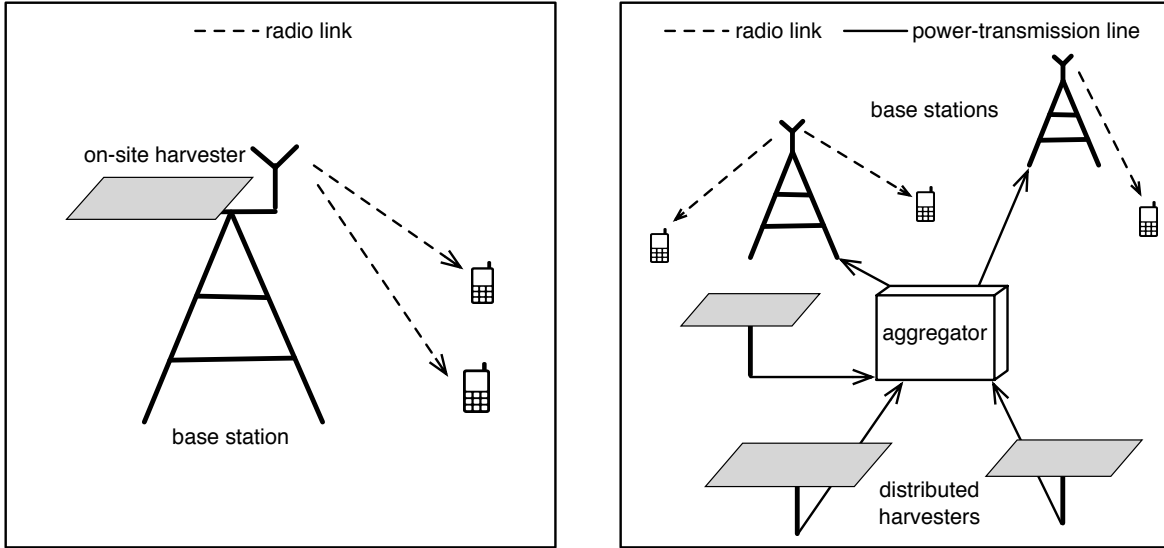 radio link
on-site harvester
base station
radio link
power-transmission line
base stations
aggregator
distributed
harvesters